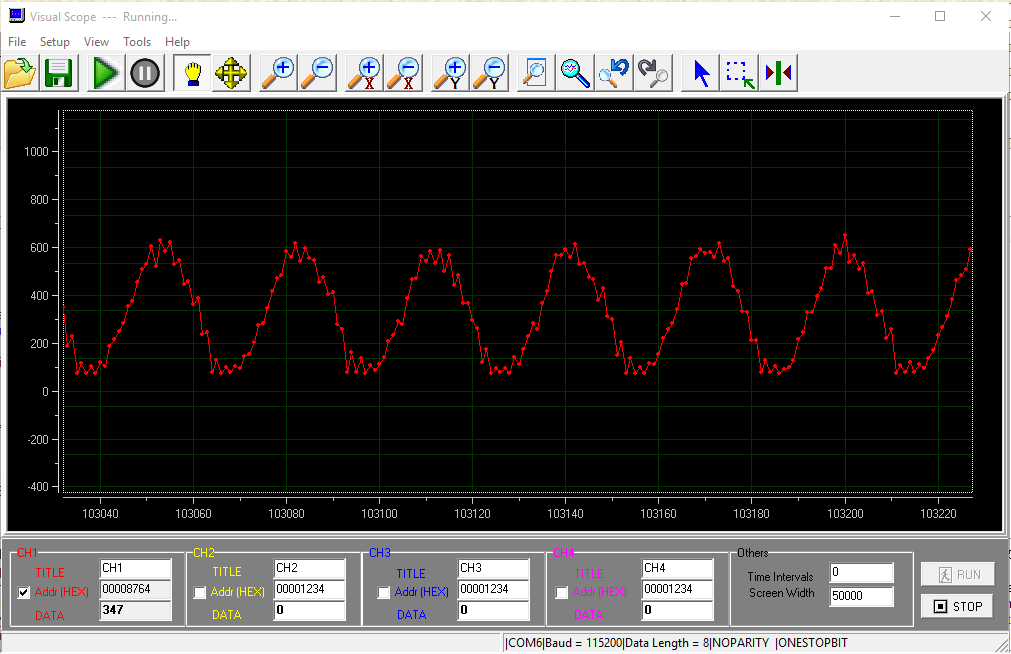 Visual Scope --- Running...
File Setup View Tools Help
X X Y Y
1000
800
600
400
200
0
-200
-400
103040 103060 103080 103100 103120 103140 103160 103180 103200 103220
CH1 CH2 CH3 CH4 Others
TITLE CH1 TITLE CH2 TITLE CH3 TITLE CH4 Time Intervals 0 RUN
Addr (HEX) 00008764 Addr (HEX) 00001234 Addr (HEX) 00001234 Addr (HEX) 00001234 Screen Width 50000
DATA 347 DATA 0 DATA 0 DATA 0 STOP
|COM6|Baud = 115200|Data Length = 8|NOPARITY |ONESTOPBIT